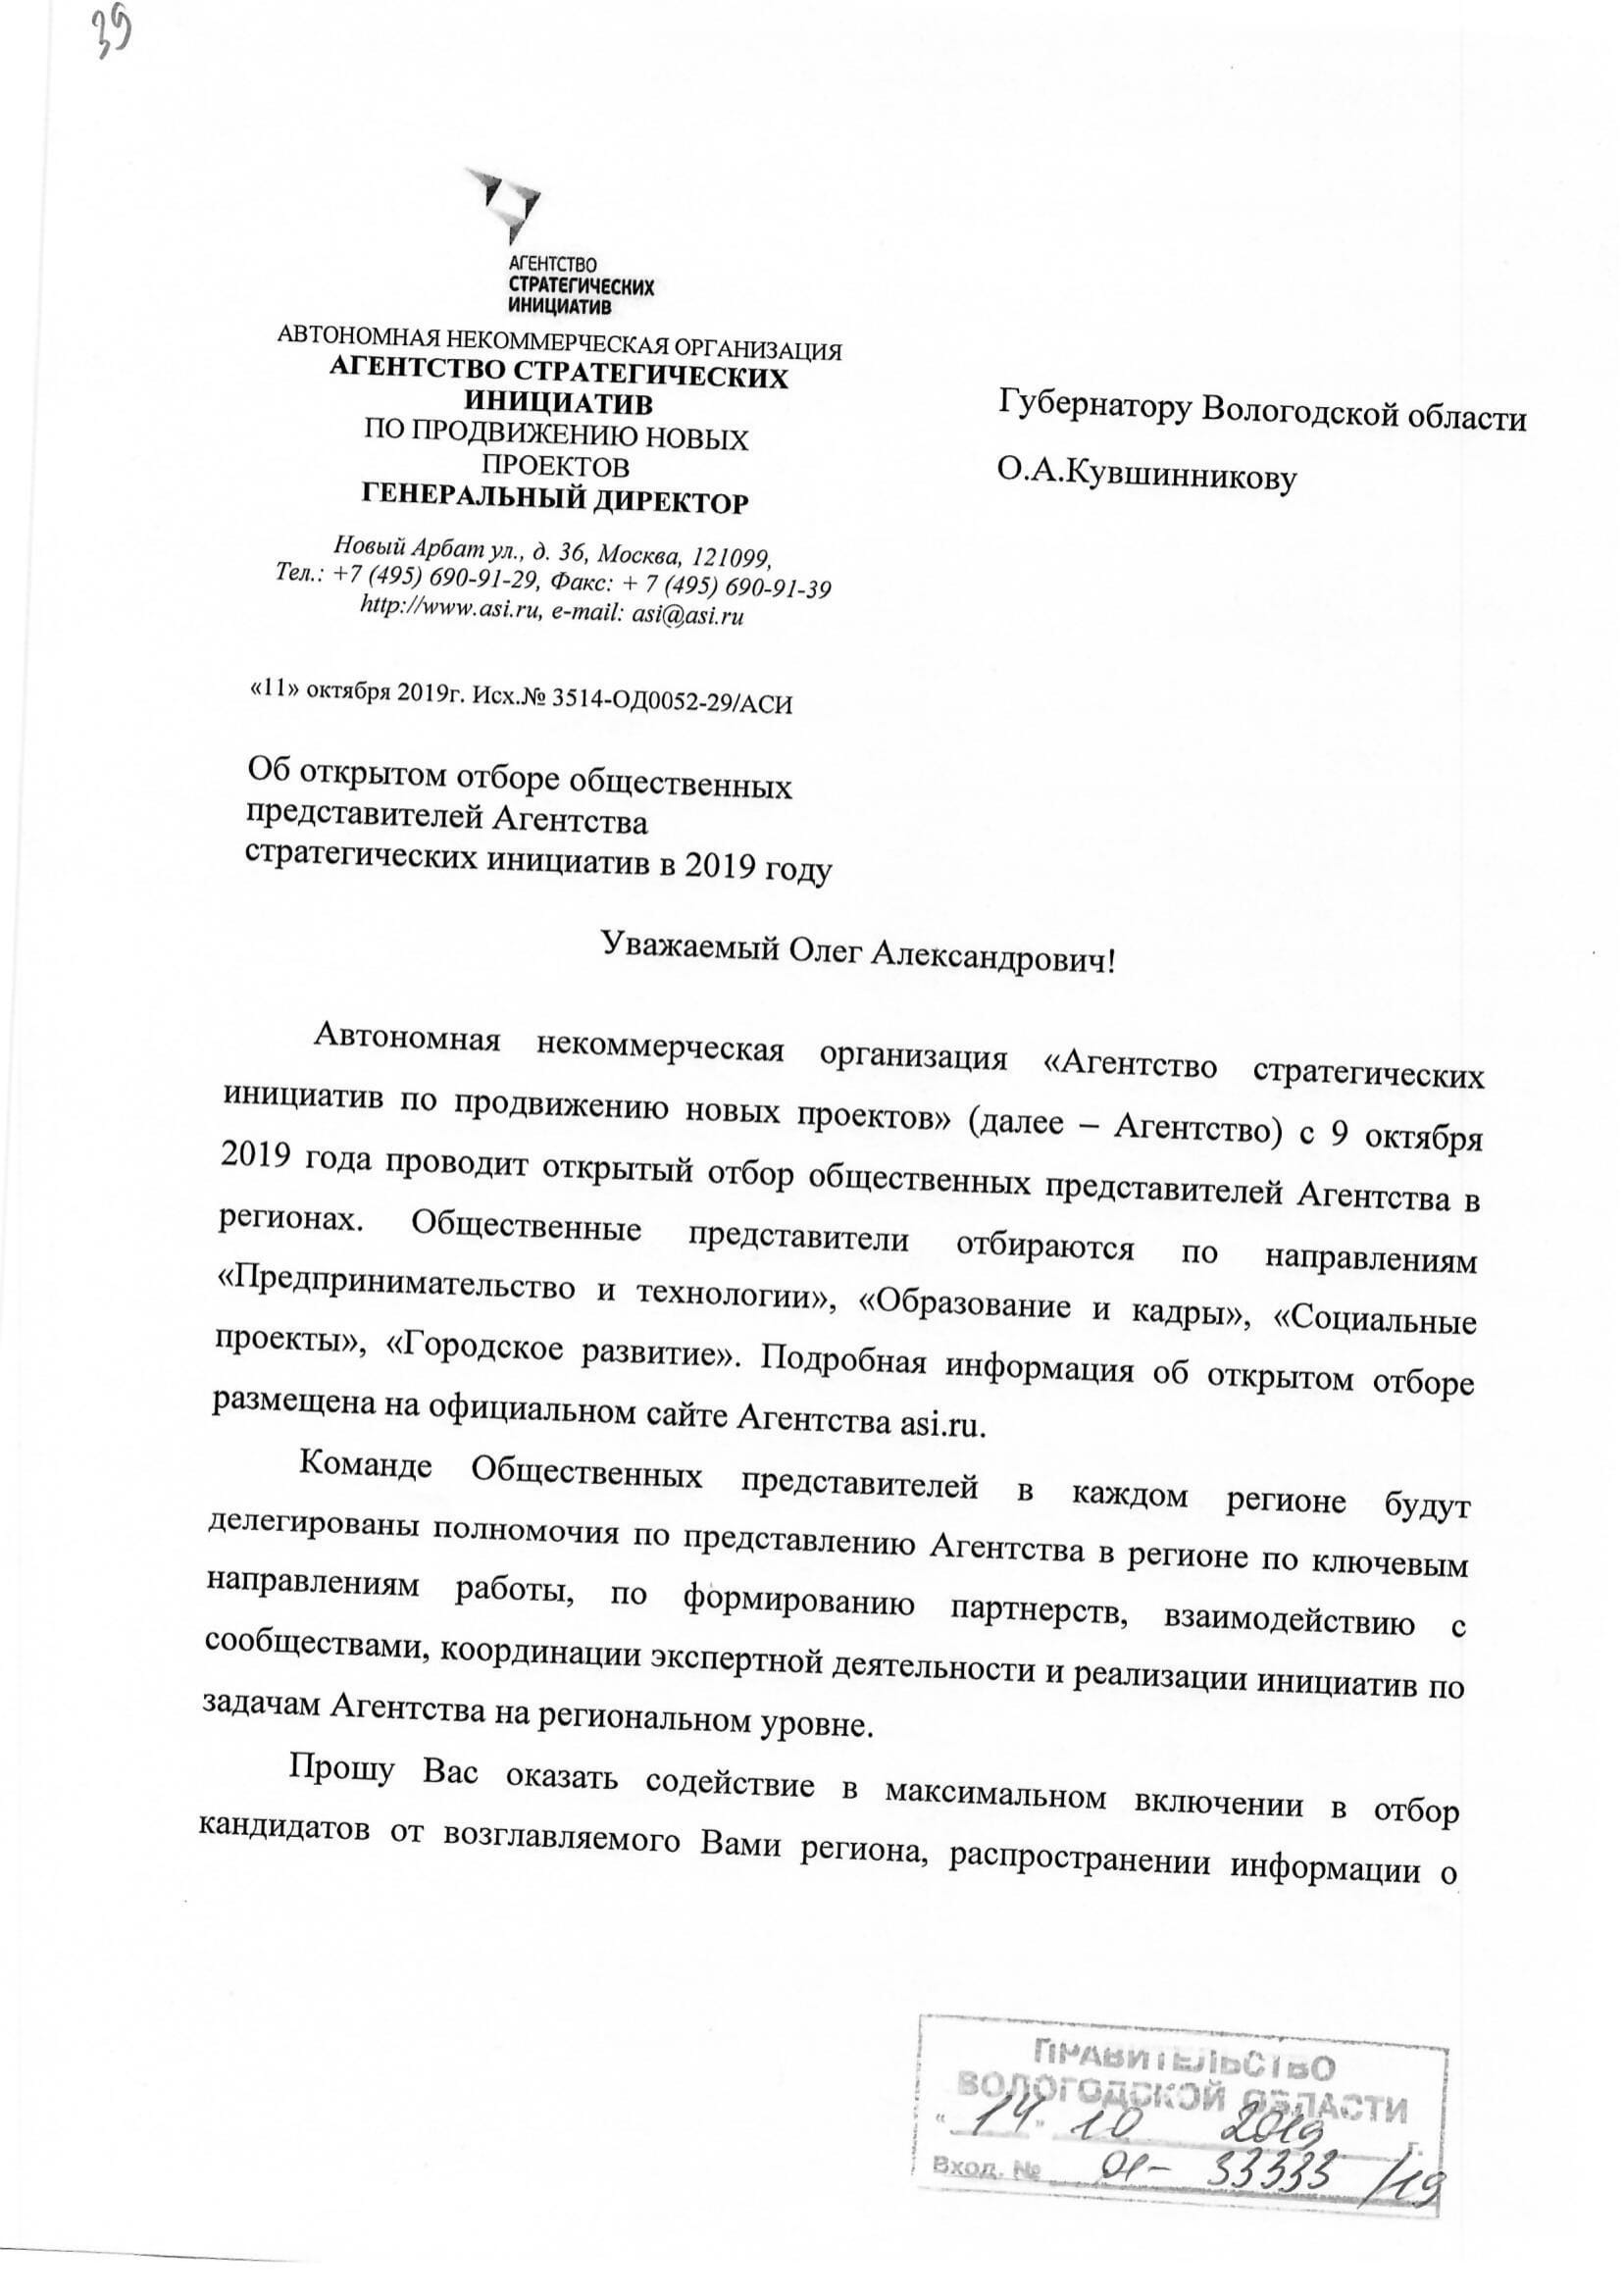 39
АГЕНТСТВО
СТРАТЕГИЧЕСКИХ
ИНИЦИАТИВ
АВТОНОМНАЯ НЕКОММЕРЧЕСКАЯ ОРГАНИЗАЦИЯ
АГЕНТСТВО СТРАТЕГИЧЕСКИХ
ИНИЦИАТИВ
ПО ПРОДВИЖЕНИЮ НОВЫХ
ПРОЕКТОВ
ГЕНЕРАЛЬНЫЙ ДИРЕКТОР
Новый Арбат ул., д. 36, Москва, 121099,
Тел.: +7 (495) 690-91-29, Факс: + 7 (495) 690-91-39
http://www.asi.ru, e-mail: asi@asi.ru
Губернатору Вологодской области
О.А.Кувшинникову
«11» октября 2019г. Исх.№ 3514-ОД0052-29/АСИ
Об открытом отборе общественных
представителей Агентства
стратегических инициатив в 2019 году
Уважаемый Олег Александрович!
Автономная некоммерческая организация «Агентство стратегических
инициатив по продвижению новых проектов» (далее – Агентство) с 9 октября
2019 года проводит открытый отбор общественных представителей Агентства в
регионах. Общественные представители отбираются по направлениям
«Предпринимательство и технологии», «Образование и кадры», «Социальные
проекты», «Городское развитие». Подробная информация об открытом отборе
размещена на официальном сайте Агентства asi.ru.
Команде Общественных представителей в каждом регионе будут
делегированы полномочия по представлению Агентства в регионе по ключевым
направлениям работы, по формированию партнерств, взаимодействию с
сообществами, координации экспертной деятельности и реализации инициатив по
задачам Агентства на региональном уровне.
Прошу Вас оказать содействие в максимальном включении в отбор
кандидатов от возглавляемого Вами региона, распространении информации о
ПРАВИТЕЛЬСТВО
ВОЛОГОДСКОЙ ОБЛАСТИ
« 14 » 10 2019 г.
Вход. № 01- 33333 /19